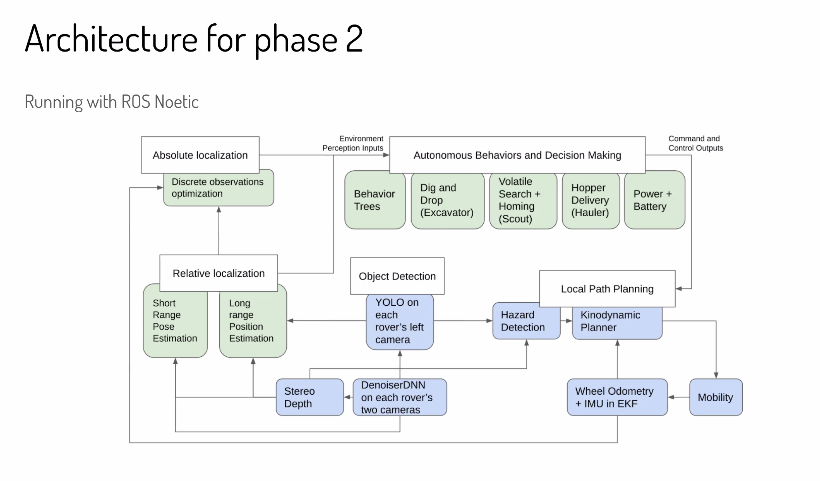 Architecture for phase 2
Running with ROS Noetic
Environment
Perception Inputs
Command and
Control Outputs
Absolute localization
Autonomous Behaviors and Decision Making
Discrete observations
optimization
Behavior
Trees
Dig and
Drop
(Excavator)
Volatile
Search +
Homing
(Scout)
Hopper
Delivery
(Hauler)
Power +
Battery
Relative localization
Object Detection
Local Path Planning
Short
Range
Pose
Estimation
Long
range
Position
Estimation
YOLO on
each
rover's left
camera
Hazard
Detection
Kinodynamic
Planner
Stereo
Depth
DenoiserDNN
on each rover's
two cameras
Wheel Odometry
+ IMU in EKF
Mobility